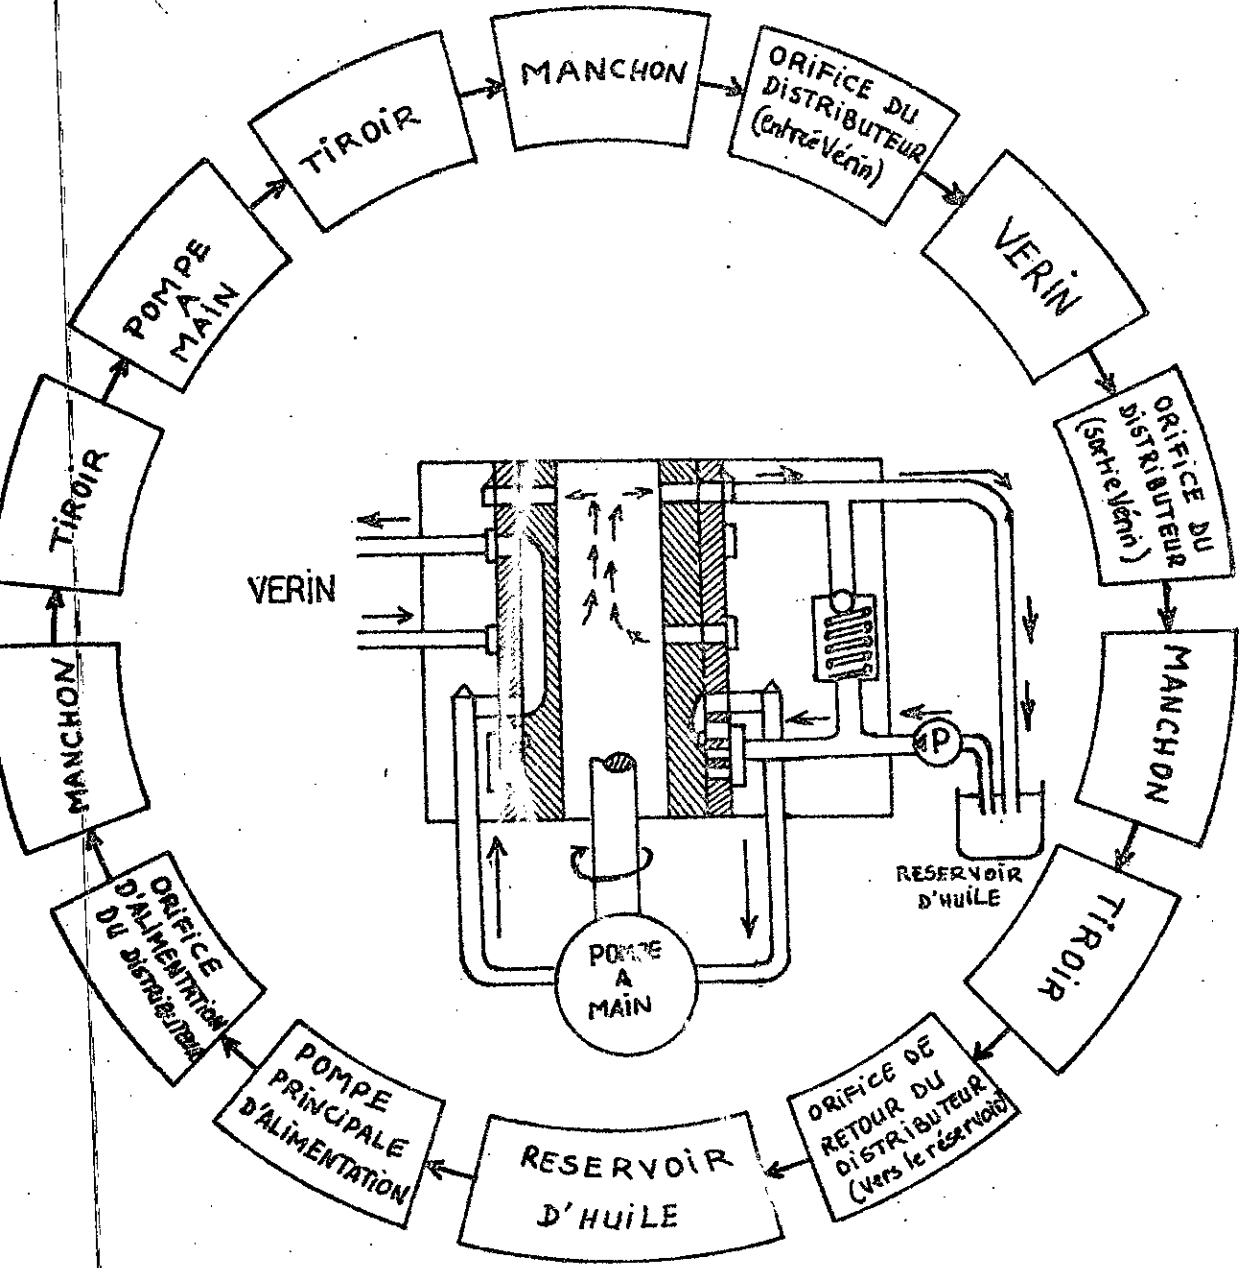 MANCHON
ORIFICE DU
DISTRIBUTEUR
(entrée Vérin)
VERIN
ORIFICE DU
DISTRIBUTEUR
(sortie Vérin)
MANCHON
TIROIR
ORIFICE DE
RETOUR DU
DISTRIBUTEUR
(vers le réservoir)
RESERVOIR
D'HUILE
POMPE
PRINCIPALE
D'ALIMENTATION
ORIFICE
D'ALIMENTATION
DU DISTRIBUTEUR
MANCHON
TIROIR
POMPE
A
MAIN
TIROIR
VERIN
P
RESERVOIR
D'HUILE
POMPE
A
MAIN